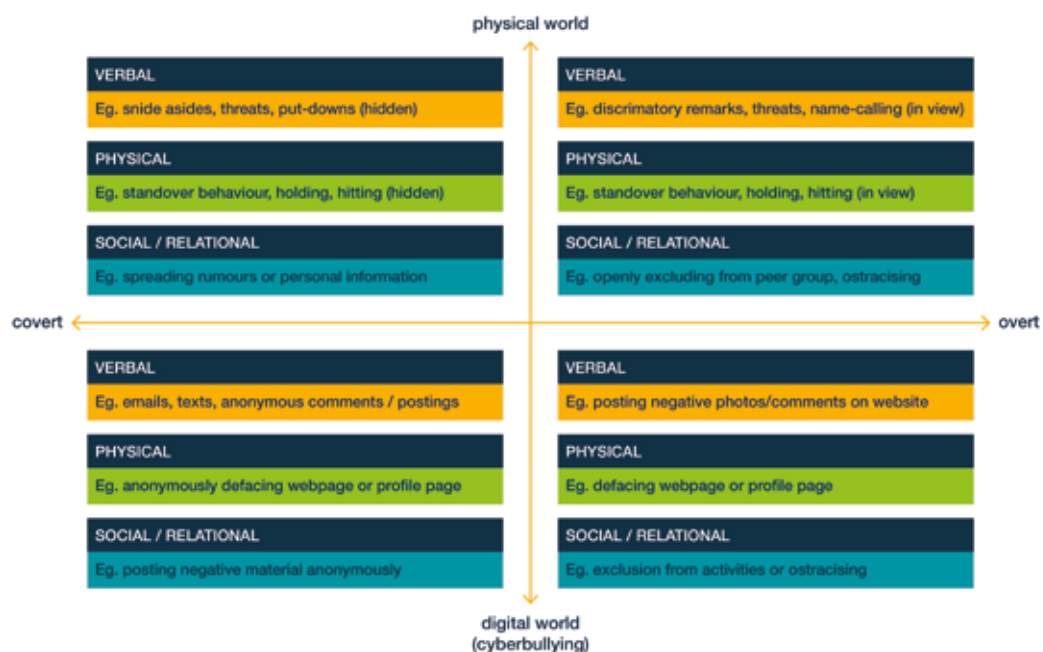 physical world
VERBAL
Eg. snide asides, threats, put-downs (hidden)
PHYSICAL
Eg. standover behaviour, holding, hitting (hidden)
SOCIAL / RELATIONAL
Eg. spreading rumours or personal information
VERBAL
Eg. discrimatory remarks, threats, name-calling (in view)
PHYSICAL
Eg. standover behaviour, holding, hitting (in view)
SOCIAL / RELATIONAL
Eg. openly excluding from peer group, ostracising
covert
overt
VERBAL
Eg. emails, texts, anonymous comments / postings
PHYSICAL
Eg. anonymously defacing webpage or profile page
SOCIAL / RELATIONAL
Eg. posting negative material anonymously
VERBAL
Eg. posting negative photos/comments on website
PHYSICAL
Eg. defacing webpage or profile page
SOCIAL / RELATIONAL
Eg. exclusion from activities or ostracising
digital world
(cyberbullying)